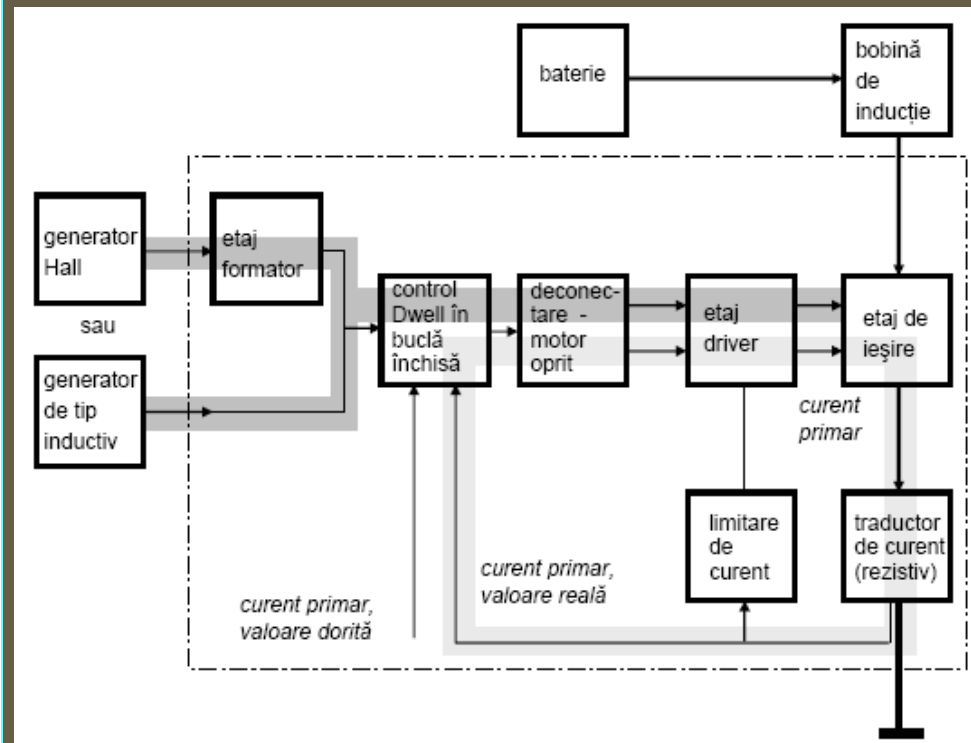 baterie
bobină
de
inducție
generator
Hall
etaj
formator
sau
generator
de tip
inductiv
control
Dwell în
buclă
închisă
deconec-
tare -
motor
oprit
etaj
driver
etaj de
ieșire
curent
primar
limitare
de
curent
traductor
de curent
(rezistiv)
curent primar,
valoare reală
curent primar,
valoare dorită